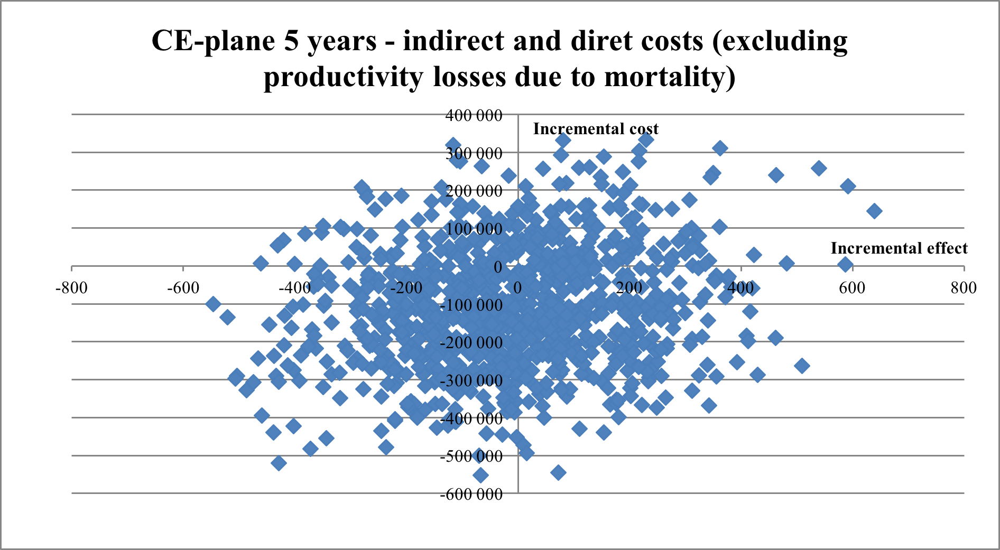 CE-plane 5 years - indirect and diret costs (excluding
productivity losses due to mortality)
400 000
Incremental cost
300 000
200 000
100 000
Incremental effect
0
-800 -600 -400 -200 0 200 400 600 800
-100 000
-200 000
-300 000
-400 000
-500 000
-600 000